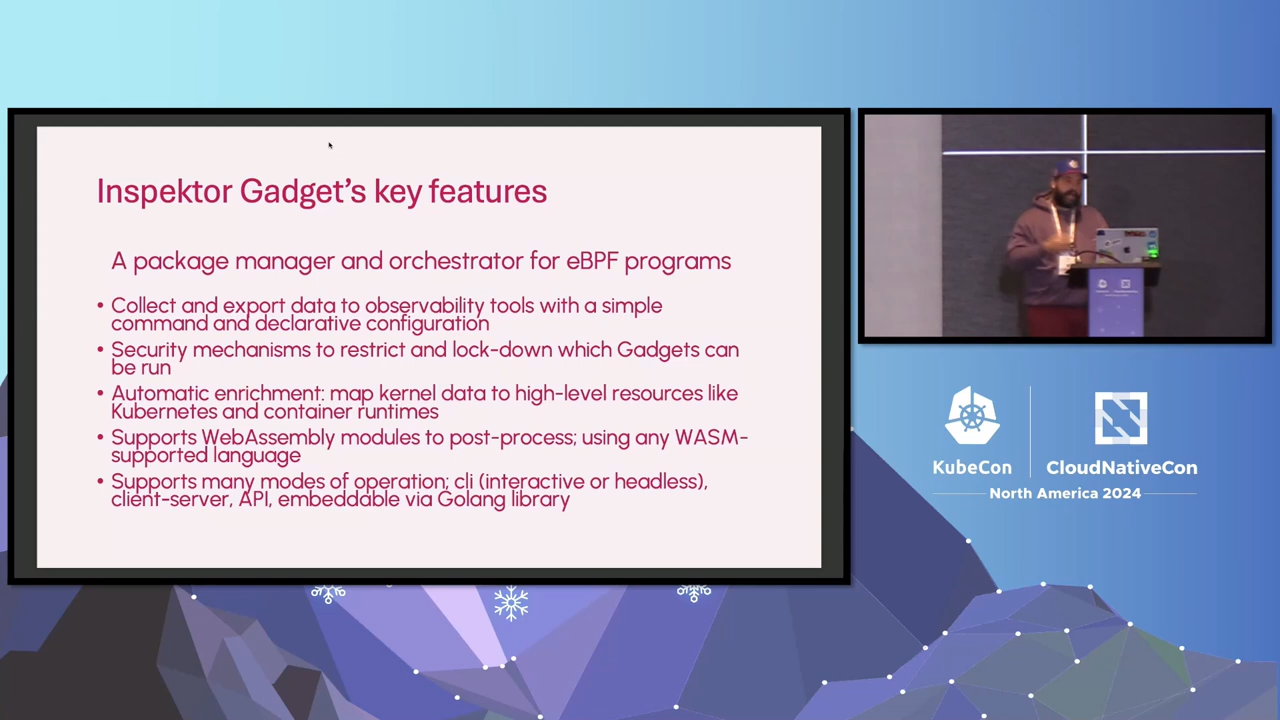 Inspektor Gadget's key features
A package manager and orchestrator for eBPF programs
• Collect and export data to observability tools with a simple
command and declarative configuration
• Security mechanisms to restrict and lock-down which Gadgets can
be run
• Automatic enrichment: map kernel data to high-level resources like
Kubernetes and container runtimes
• Supports WebAssembly modules to post-process; using any WASM-
supported language
• Supports many modes of operation; cli (interactive or headless),
client-server, API, embeddable via Golang library
KubeCon
CloudNativeCon
North America 2024